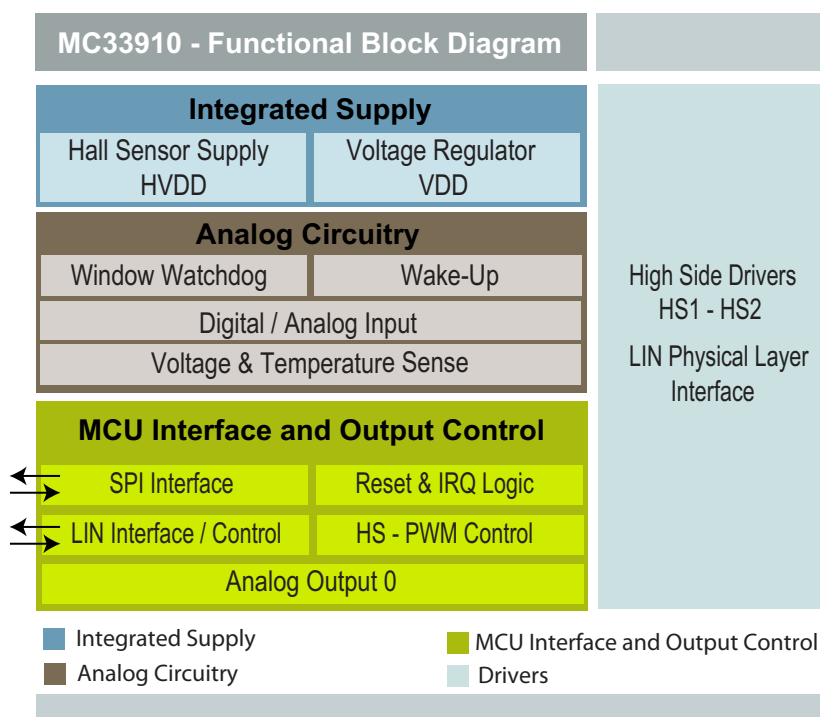 MC33910 - Functional Block Diagram
Integrated Supply
Hall Sensor Supply
HVDD
Voltage Regulator
VDD
Analog Circuitry
Window Watchdog
Wake-Up
Digital / Analog Input
Voltage & Temperature Sense
MCU Interface and Output Control
SPI Interface
Reset & IRQ Logic
LIN Interface / Control
HS - PWM Control
Analog Output 0
High Side Drivers
HS1 - HS2
LIN Physical Layer
Interface
Integrated Supply
MCU Interface and Output Control
Analog Circuitry
Drivers